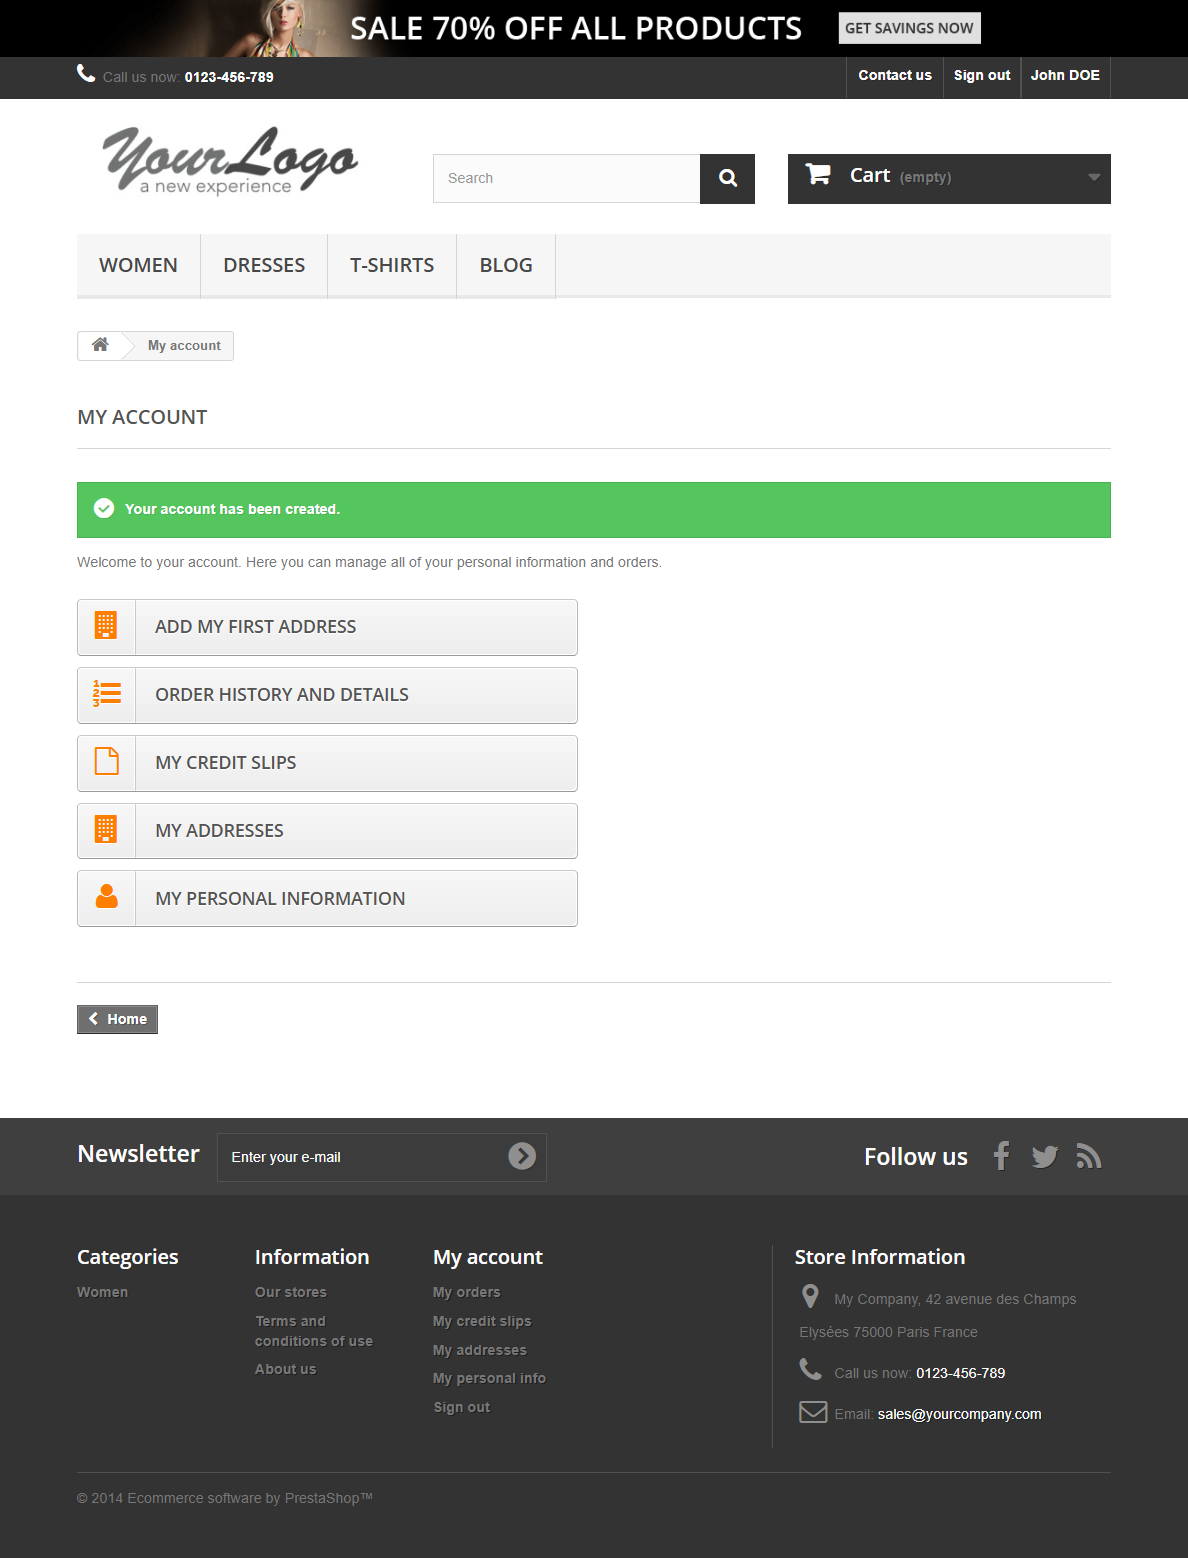 SALE 70% OFF ALL PRODUCTS
GET SAVINGS NOW
Call us now: 0123-456-789
Contact us
Sign out
John DOE
YourLogo
a new experience
Search
Cart (empty)
WOMEN
DRESSES
T-SHIRTS
BLOG
My account
MY ACCOUNT
Your account has been created.
Welcome to your account. Here you can manage all of your personal information and orders.
ADD MY FIRST ADDRESS
1
2
3
ORDER HISTORY AND DETAILS
MY CREDIT SLIPS
MY ADDRESSES
MY PERSONAL INFORMATION
Home
Newsletter
Enter your e-mail
Follow us
Categories
Women
Information
Our stores
Terms and
conditions of use
About us
My account
My orders
My credit slips
My addresses
My personal info
Sign out
Store Information
My Company, 42 avenue des Champs
Elysées 75000 Paris France
Call us now: 0123-456-789
Email: sales@yourcompany.com
© 2014 Ecommerce software by PrestaShop™